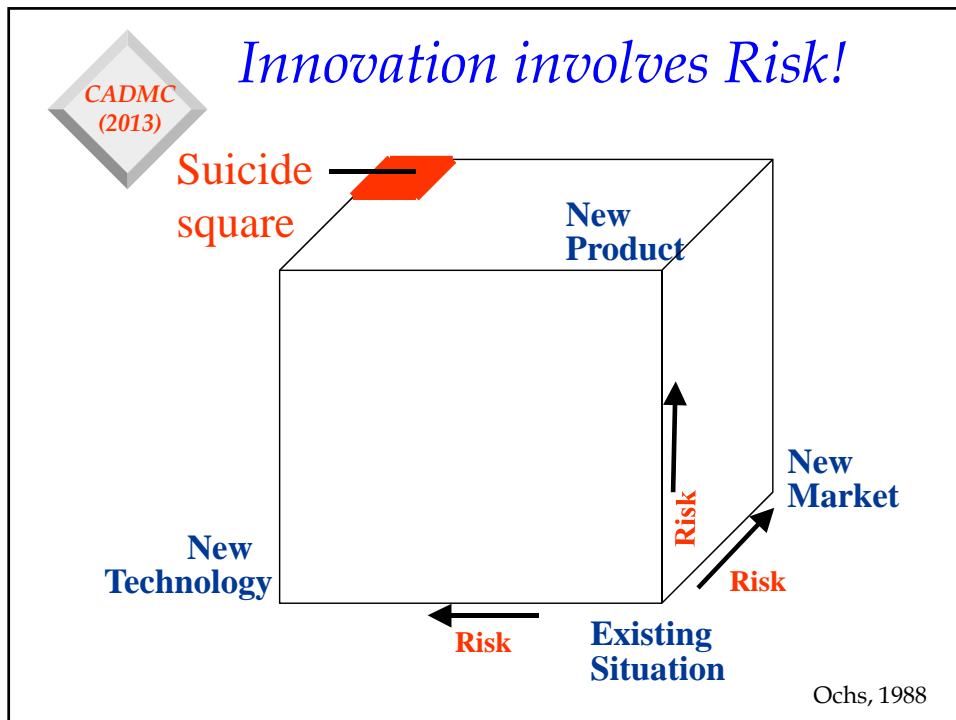 Innovation involves Risk!
CADMC
(2013)
Suicide
square
New
Product
New
Market
Risk
Risk
New
Technology
Risk
Existing
Situation
Ochs, 1988